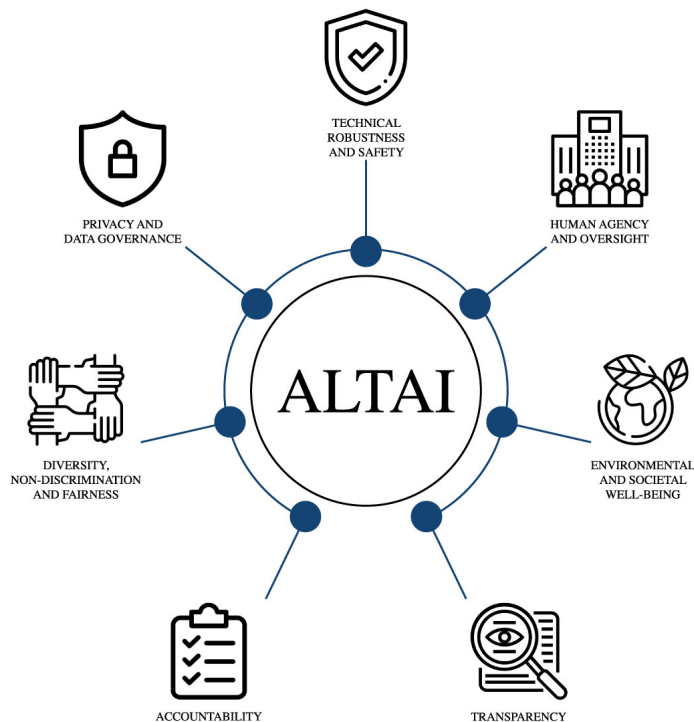 TECHNICAL
ROBUSTNESS
AND SAFETY
PRIVACY AND
DATA GOVERNANCE
HUMAN AGENCY
AND OVERSIGHT
ALTAI
DIVERSITY,
NON-DISCRIMINATION
AND FAIRNESS
ENVIRONMENTAL
AND SOCIETAL
WELL-BEING
ACCOUNTABILITY
TRANSPARENCY